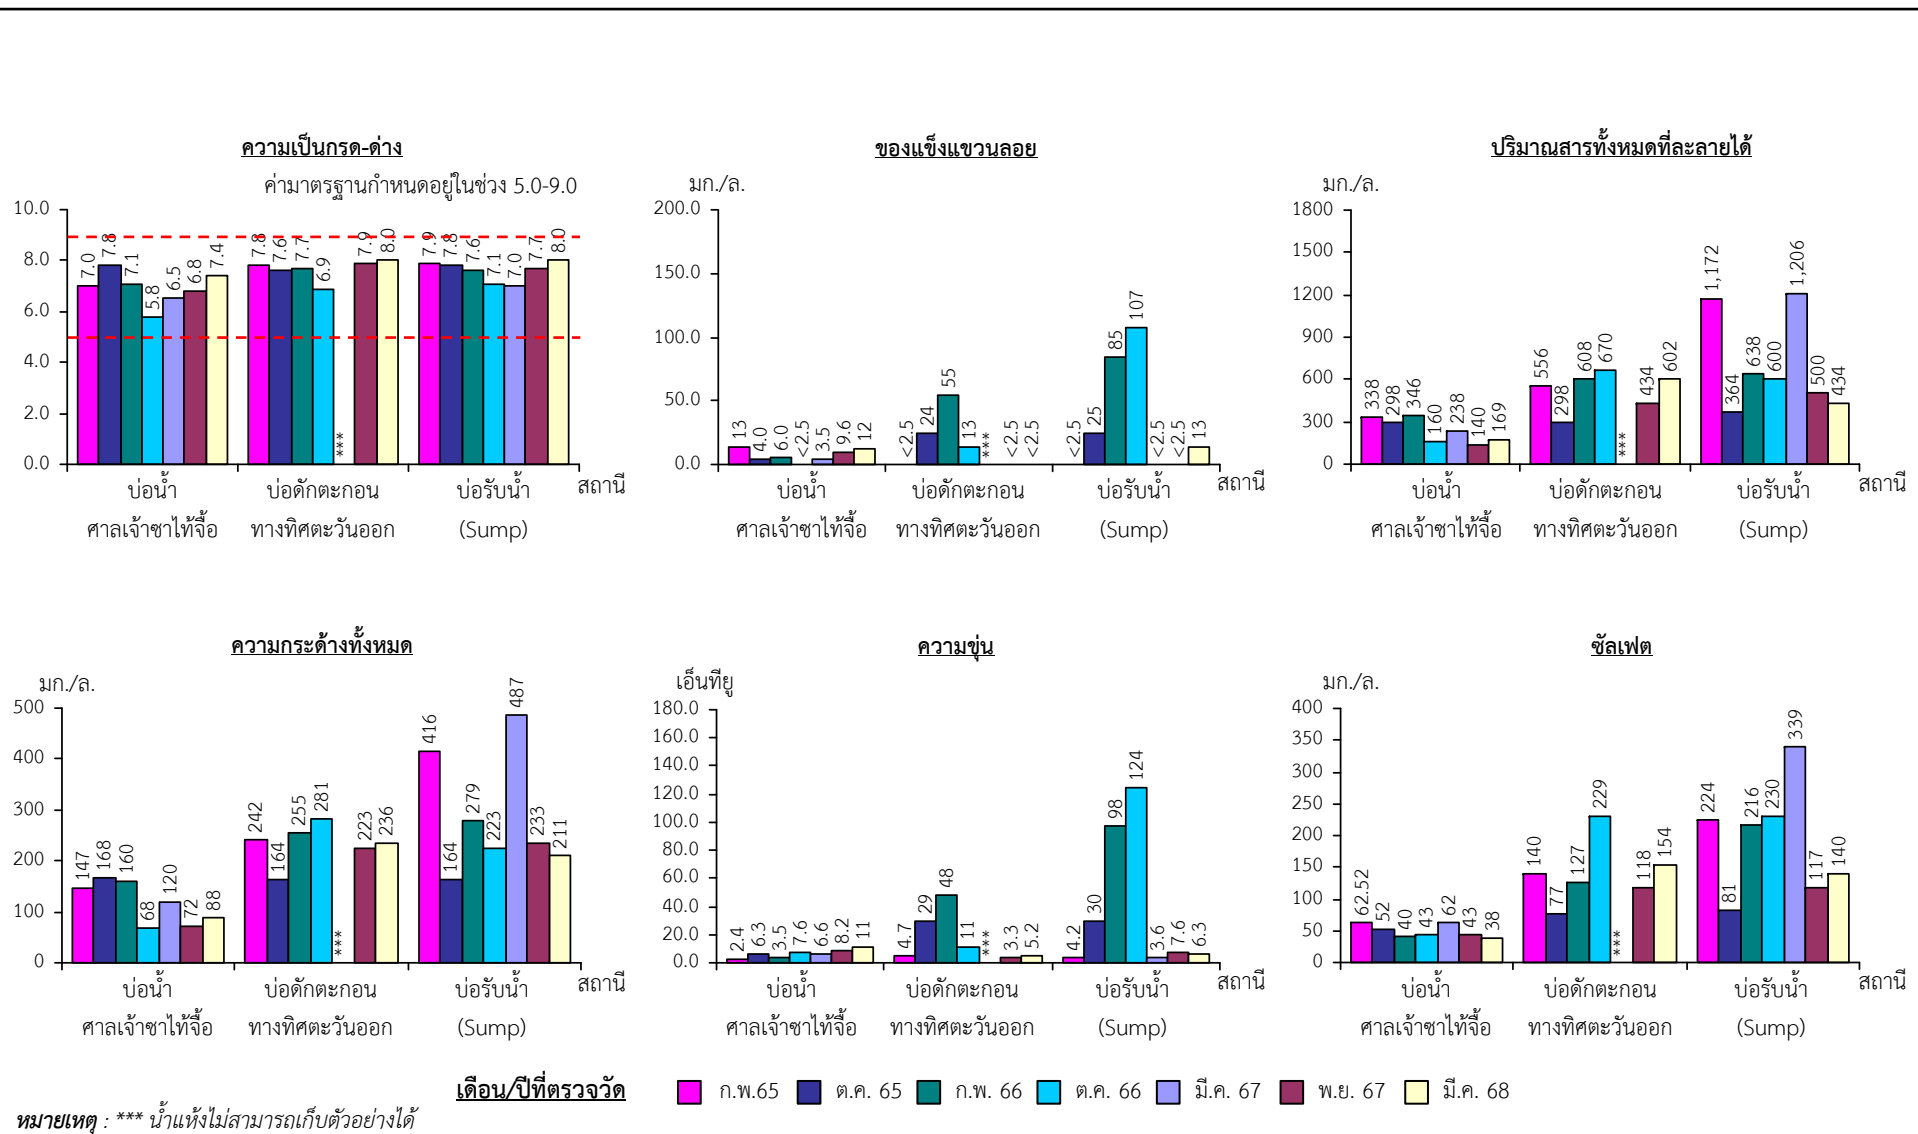 ความเป็นกรด-ด่าง
ค่ามาตรฐานกำหนดอยู่ในช่วง 5.0-9.0
10.0
8.0
6.0
4.0
2.0
0.0
7.0 7.8 7.1 5.8 6.5 6.8 7.4
7.8 7.6 7.7 6.9 *** 7.9 8.0
7.9 7.8 7.6 7.1 7.0 7.7 8.0
บ่อน้ำ บ่อดักตะกอน บ่อรับน้ำ สถานี
ศาลเจ้าซาไท้จื้อ ทางทิศตะวันออก (Sump)
ของแข็งแขวนลอย
มก./ล.
200.0
150.0
100.0
50.0
0.0
13 4.0 6.0 <2.5 3.5 9.6 12
<2.5 24 55 13 *** <2.5 <2.5
<2.5 25 85 107 <2.5 <2.5 13
บ่อน้ำ บ่อดักตะกอน บ่อรับน้ำ สถานี
ศาลเจ้าซาไท้จื้อ ทางทิศตะวันออก (Sump)
ปริมาณสารทั้งหมดที่ละลายได้
มก./ล.
1800
1500
1200
900
600
300
0
338 298 346 160 238 140 169
556 298 608 670 *** 434 602
1,172 364 638 600 1,206 500 434
บ่อน้ำ บ่อดักตะกอน บ่อรับน้ำ สถานี
ศาลเจ้าซาไท้จื้อ ทางทิศตะวันออก (Sump)
ความกระด้างทั้งหมด
มก./ล.
500
400
300
200
100
0
147 168 160 68 120 72 88
242 164 255 281 *** 223 236
416 164 279 223 487 233 211
บ่อน้ำ บ่อดักตะกอน บ่อรับน้ำ สถานี
ศาลเจ้าซาไท้จื้อ ทางทิศตะวันออก (Sump)
ความขุ่น
เอ็นทียู
180.0
160.0
140.0
120.0
100.0
80.0
60.0
40.0
20.0
0.0
2.4 6.3 3.5 7.6 6.6 8.2 11
4.7 29 48 11 *** 3.3 5.2
4.2 30 98 124 3.6 7.6 6.3
บ่อน้ำ บ่อดักตะกอน บ่อรับน้ำ สถานี
ศาลเจ้าซาไท้จื้อ ทางทิศตะวันออก (Sump)
ซัลเฟต
มก./ล.
400
350
300
250
200
150
100
50
0
62.52 52 40 43 62 43 38
140 77 127 229 *** 118 154
224 81 216 230 339 117 140
บ่อน้ำ บ่อดักตะกอน บ่อรับน้ำ สถานี
ศาลเจ้าซาไท้จื้อ ทางทิศตะวันออก (Sump)
เดือน/ปีที่ตรวจวัด ก.พ.65 ต.ค. 65 ก.พ. 66 ต.ค. 66 มี.ค. 67 พ.ย. 67 มี.ค. 68
หมายเหตุ : *** น้ำแห้งไม่สามารถเก็บตัวอย่างได้